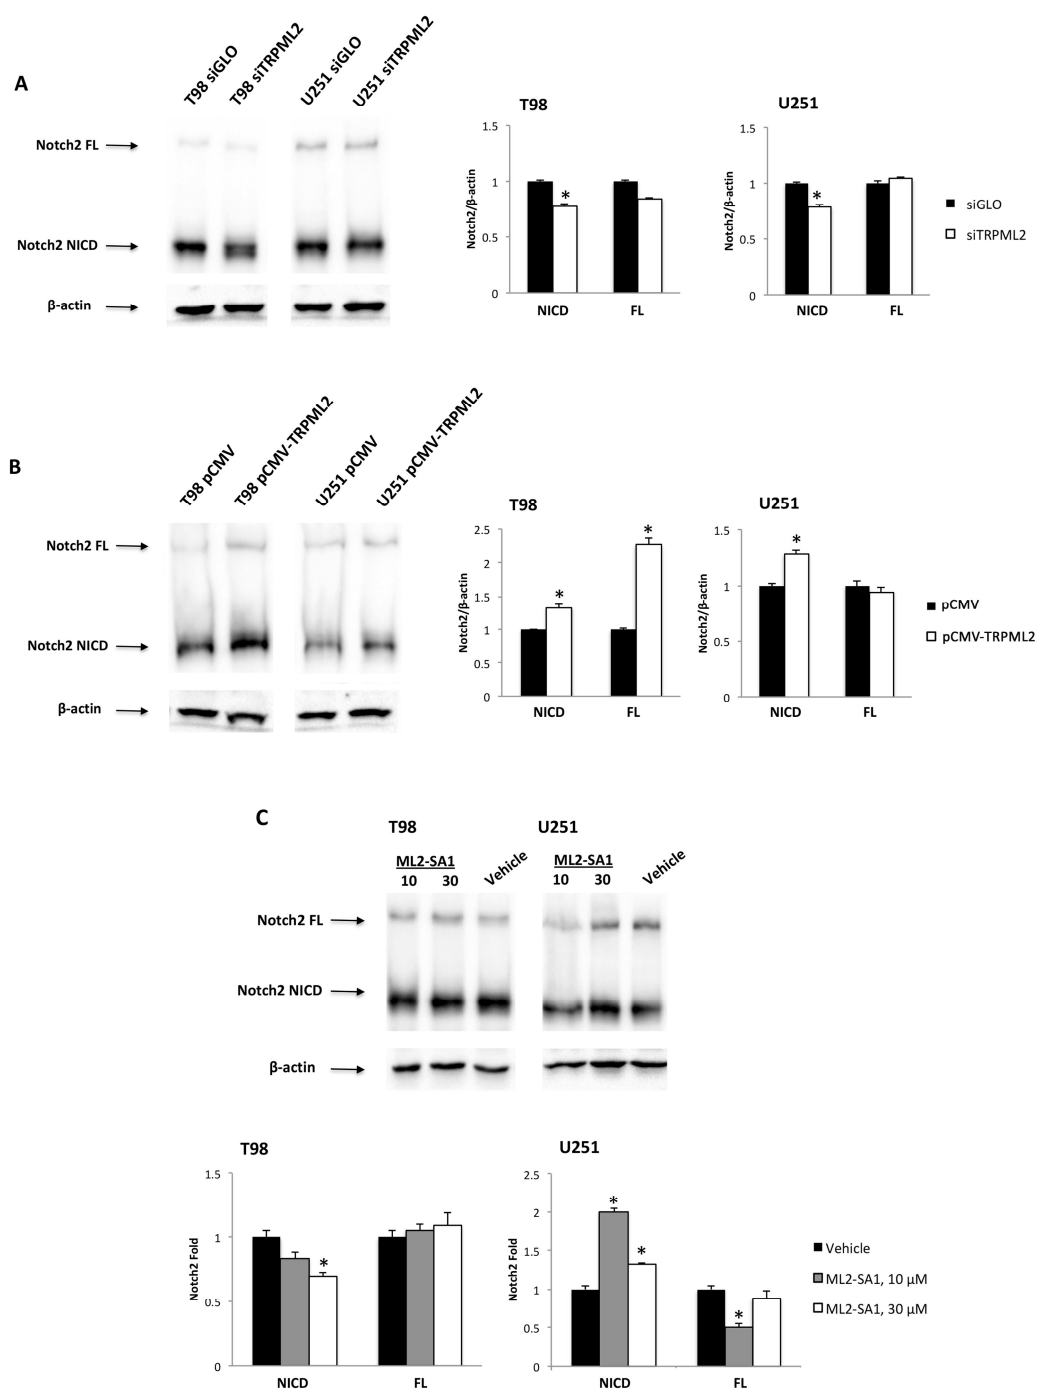 A
T98 siGLO
T98 siTRPML2
U251 siGLO
U251 siTRPML2
Notch2 FL
Notch2 NICD
β-actin
T98
Notch2/β-actin
1.5
1
0.5
0
*
NICD FL
U251
Notch2/β-actin
1.5
1
0.5
0
*
NICD FL
siGLO
siTRPML2
B
T98 pCMV
T98 pCMV-TRPML2
U251 pCMV
U251 pCMV-TRPML2
Notch2 FL
Notch2 NICD
β-actin
T98
Notch2/β-actin
2.5
2
1.5
1
0.5
0
* *
NICD FL
U251
Notch2/β-actin
1.5
1
0.5
0
*
NICD FL
pCMV
pCMV-TRPML2
C
T98 U251
ML2-SA1 Vehicle ML2-SA1 Vehicle
10 30 10 30
Notch2 FL
Notch2 NICD
β-actin
T98
Notch2 Fold
1.5
1
0.5
0
*
NICD FL
U251
Notch2 Fold
2.5
2
1.5
1
0.5
0
* * *
NICD FL
Vehicle
ML2-SA1, 10 μM
ML2-SA1, 30 μM